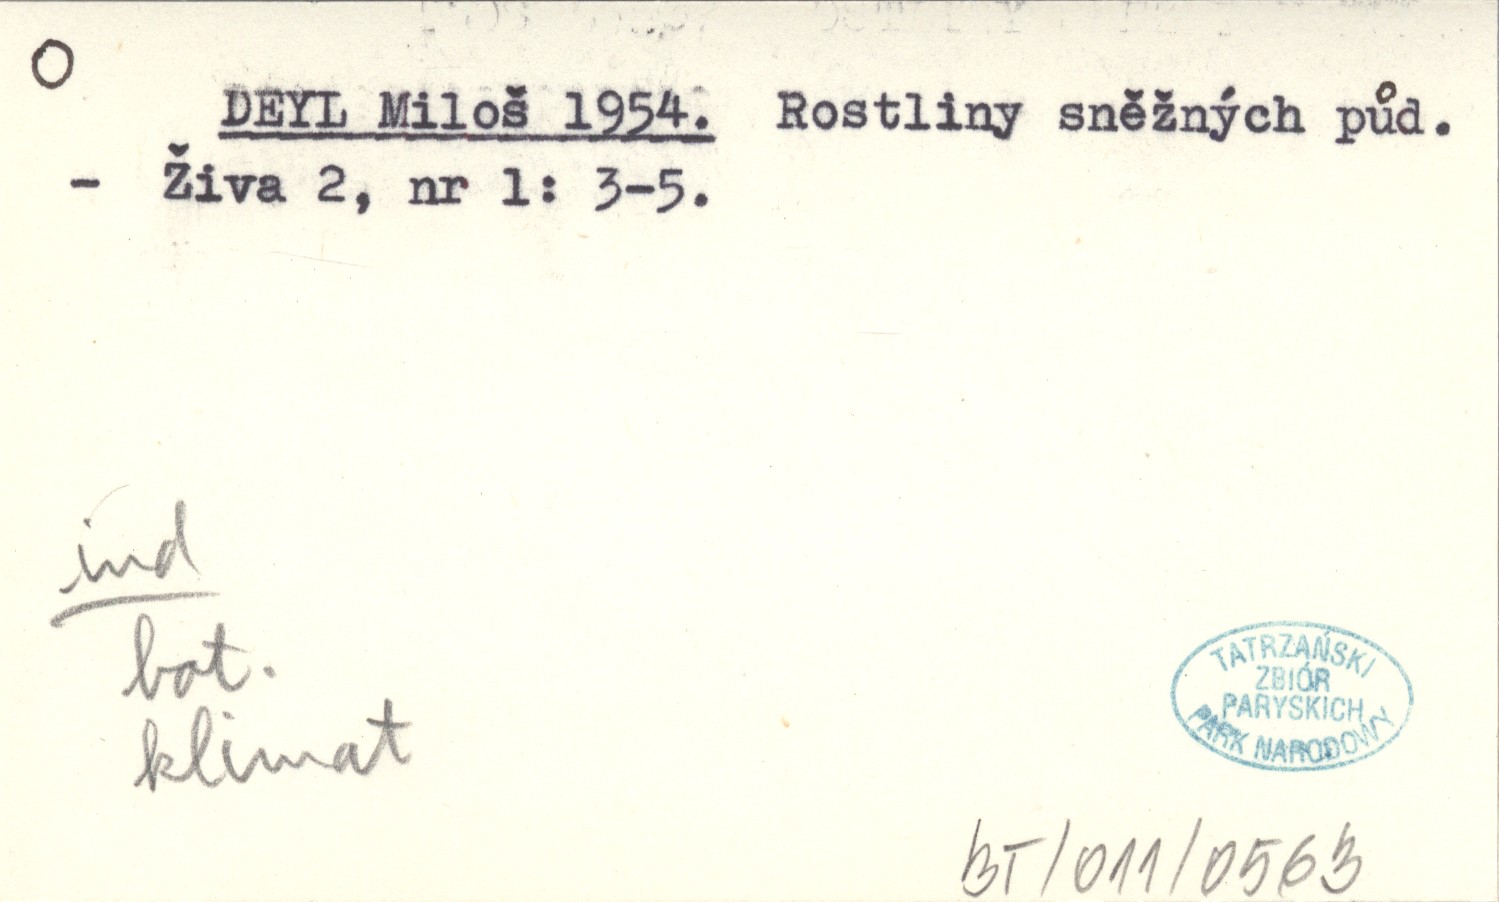 O
DEYL Miloš 1954. Rostliny sněžných půd.
- Živa 2, nr 1: 3-5.
ind
bot.
klimat
TATRZAŃSKI
ZBIÓR
PARYSKICH
PARK NARODOWY
BT/011/0563